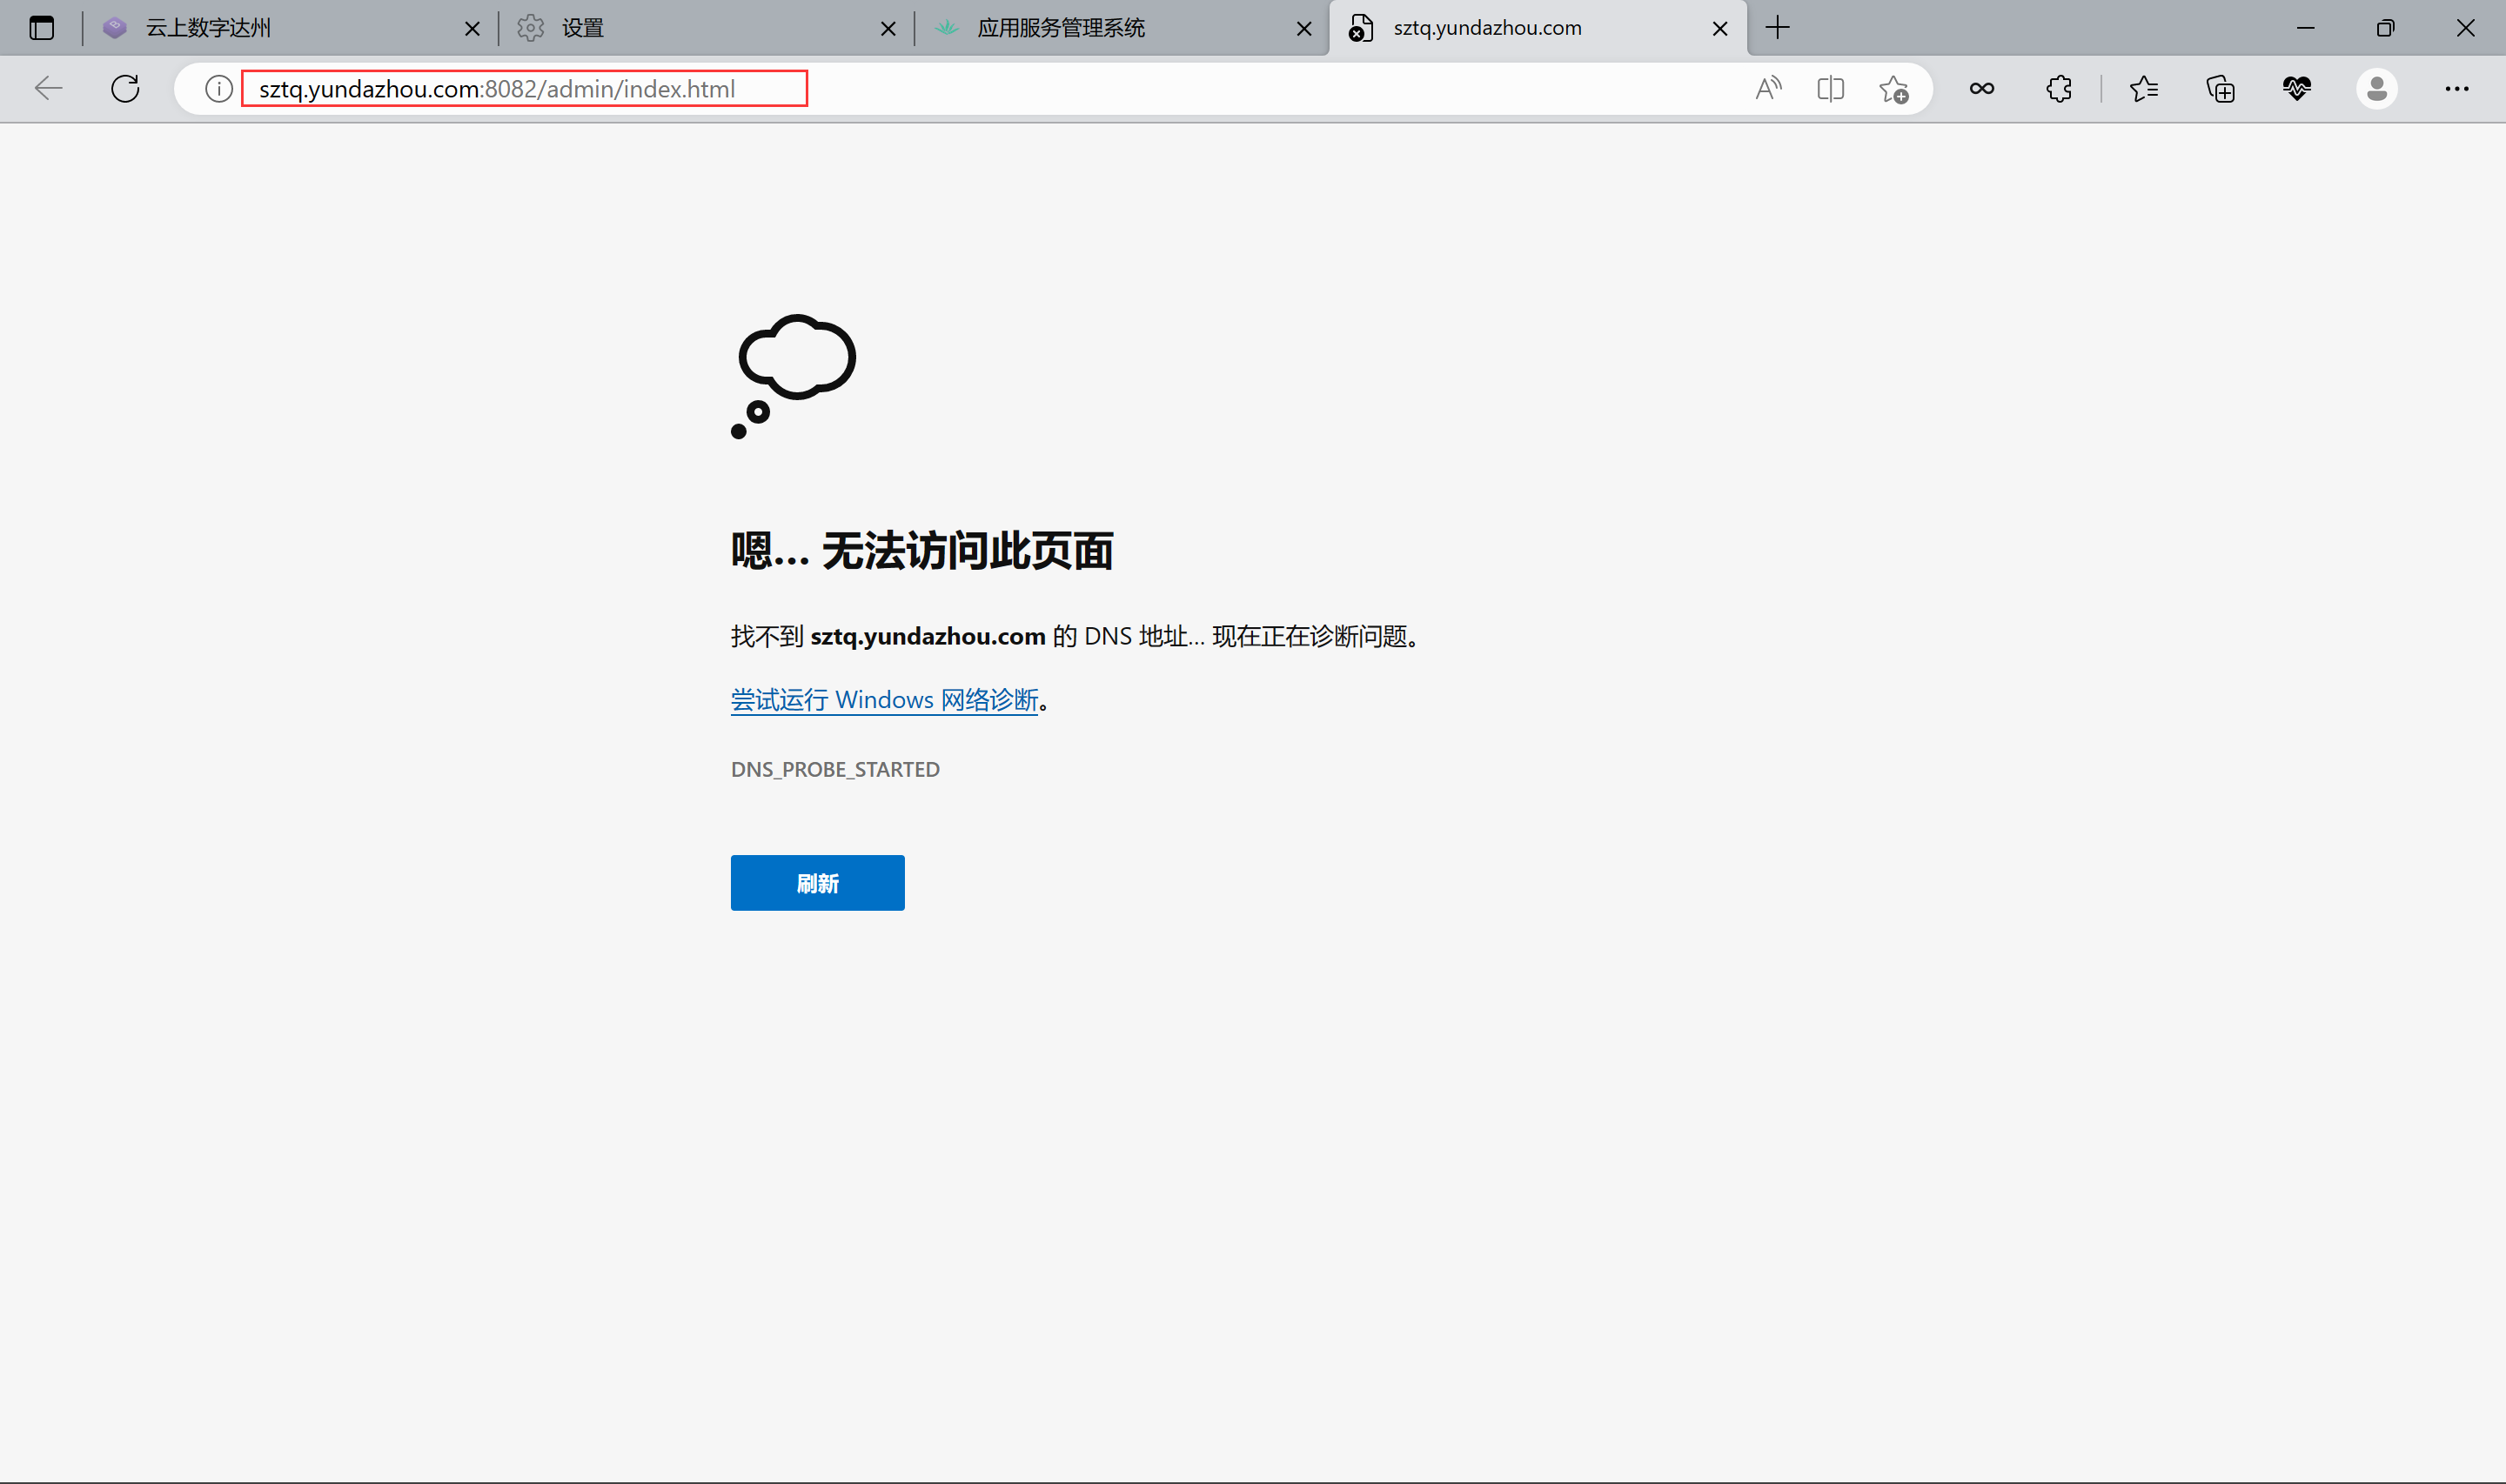 云上数字达州
设置
应用服务管理系统
sztq.yundazhou.com
sztq.yundazhou.com:8082/admin/index.html
嗯... 无法访问此页面
找不到 sztq.yundazhou.com 的 DNS 地址... 现在正在诊断问题。
尝试运行 Windows 网络诊断。
DNS_PROBE_STARTED
刷新